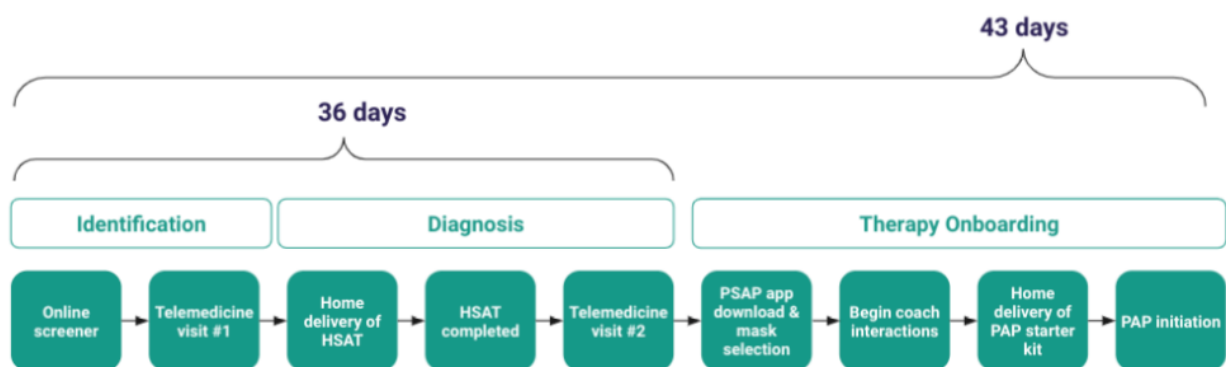 43 days
36 days
Identification
Diagnosis
Therapy Onboarding
Online
screener
Telemedicine
visit #1
Home
delivery of
HSAT
HSAT
completed
Telemedicine
visit #2
PSAP app
download &
mask
selection
Begin coach
interactions
Home
delivery of
PAP starter
kit
PAP initiation